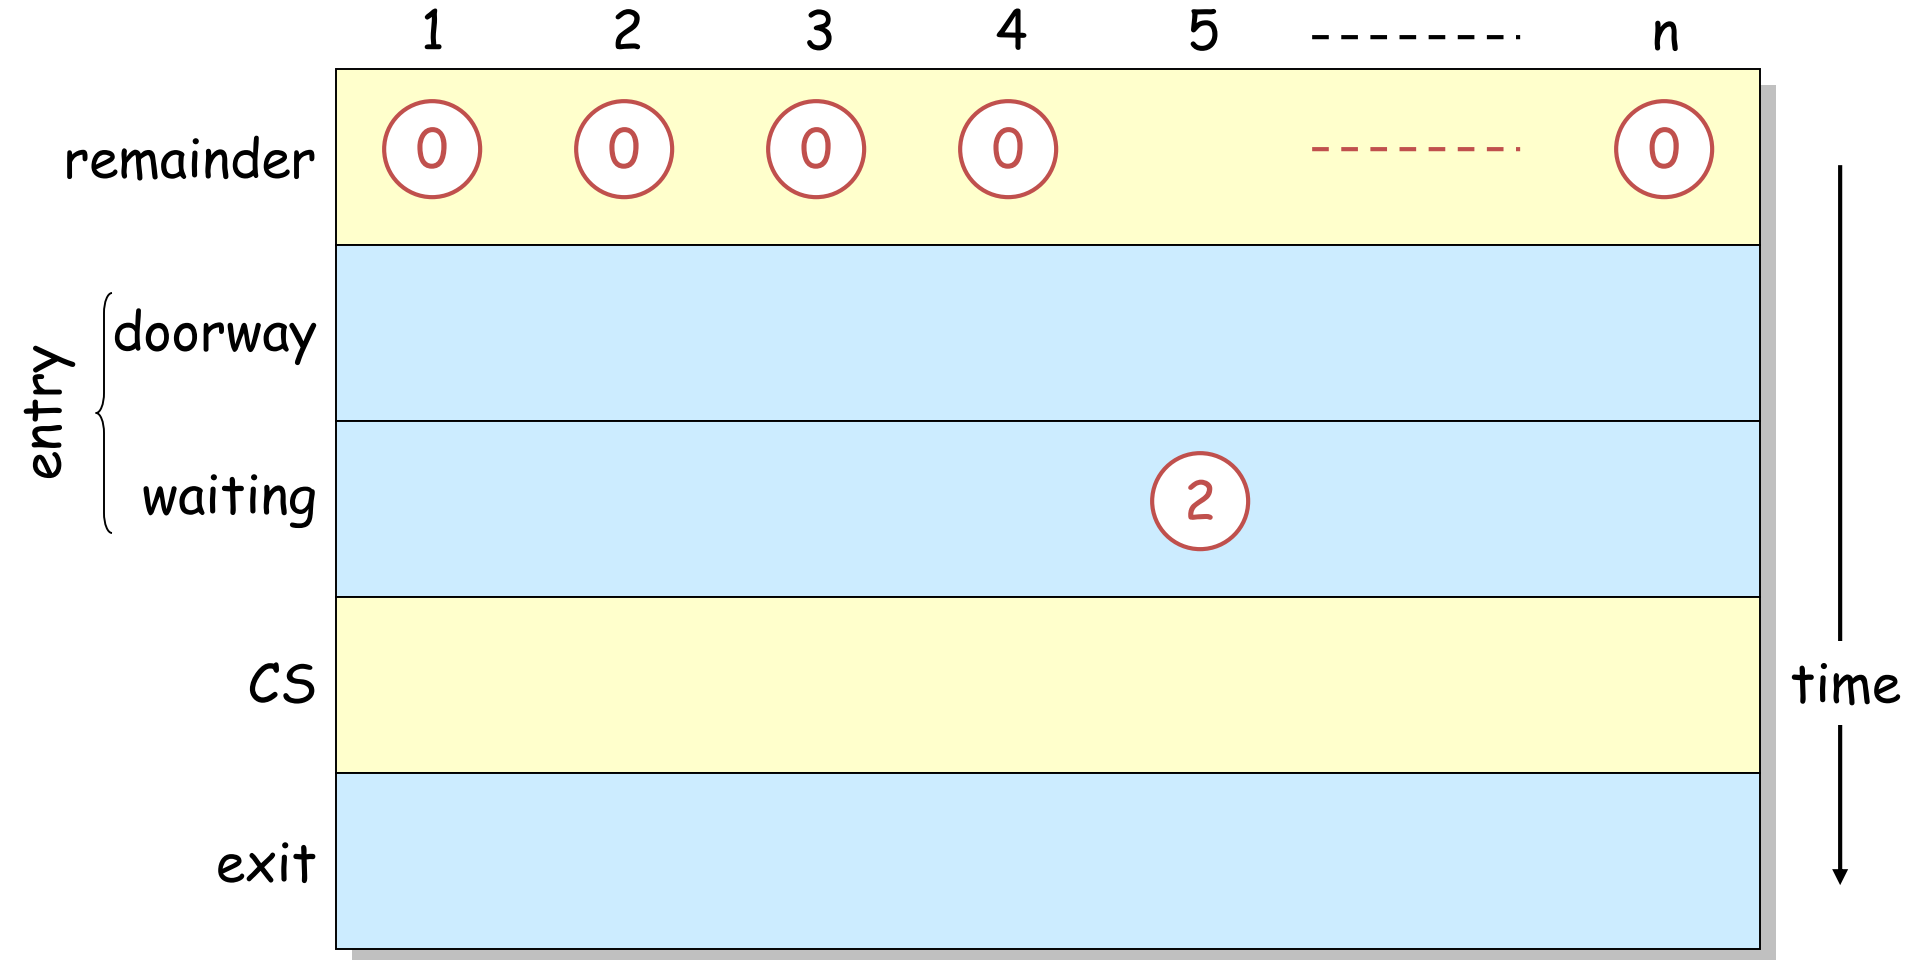 1 2 3 4 5 n
remainder 0 0 0 0 0
entry
doorway
waiting 2
CS
time
exit